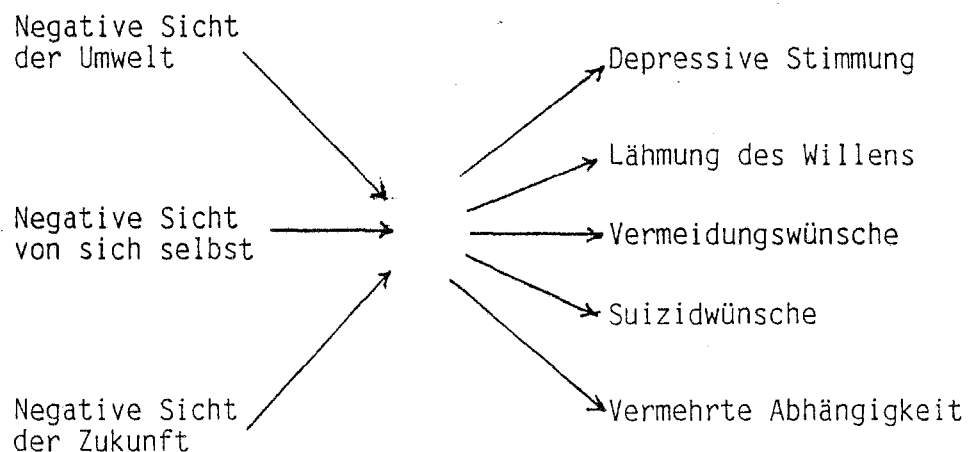 Negative Sicht
der Umwelt
Negative Sicht
von sich selbst
Negative Sicht
der Zukunft
Depressive Stimmung
Lähmung des Willens
Vermeidungswünsche
Suizidwünsche
Vermehrte Abhängigkeit